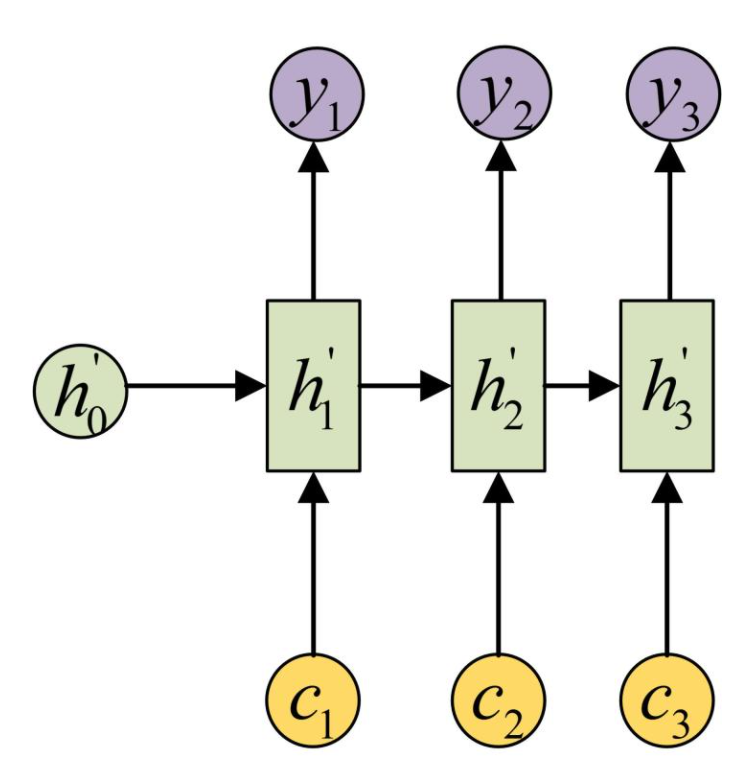 y₁ y₂ y₃
h'₀ h'₁ h'₂ h'₃
c₁ c₂ c₃